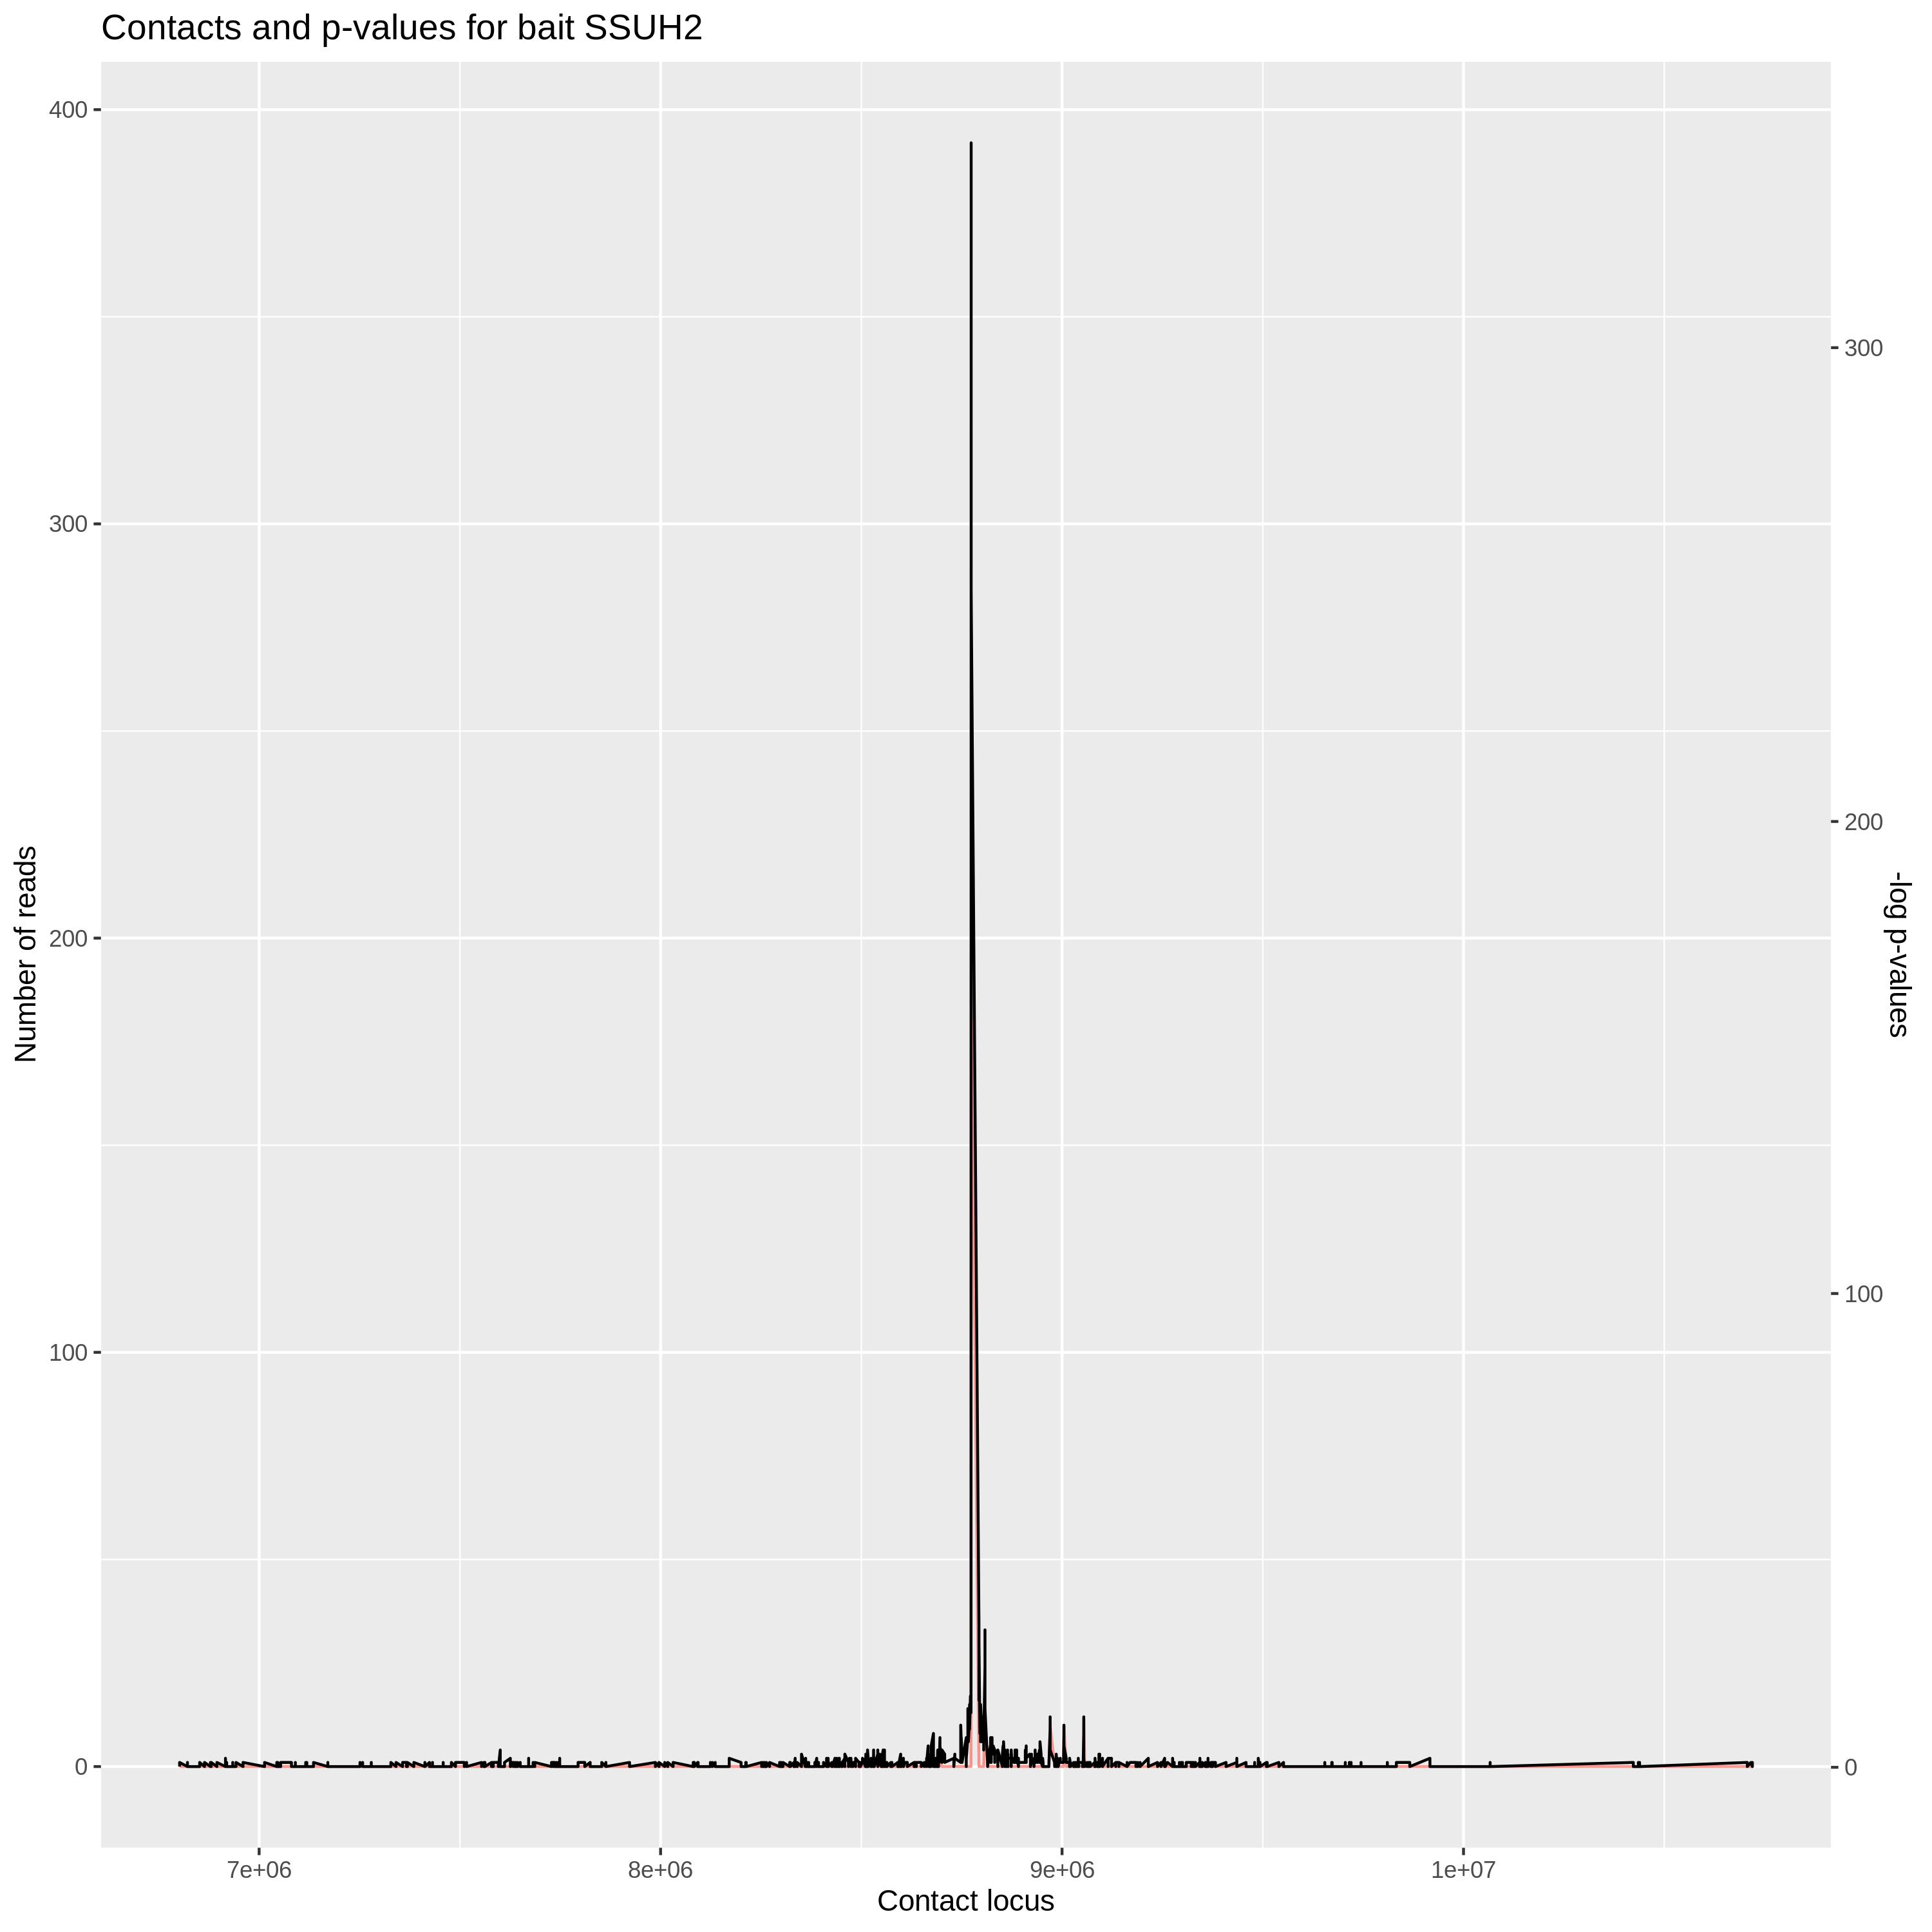 Contacts and p-values for bait SSUH2
400
300
200
100
0
Number of reads
300
200
100
0
-log p-values
7e+06
8e+06
9e+06
1e+07
Contact locus